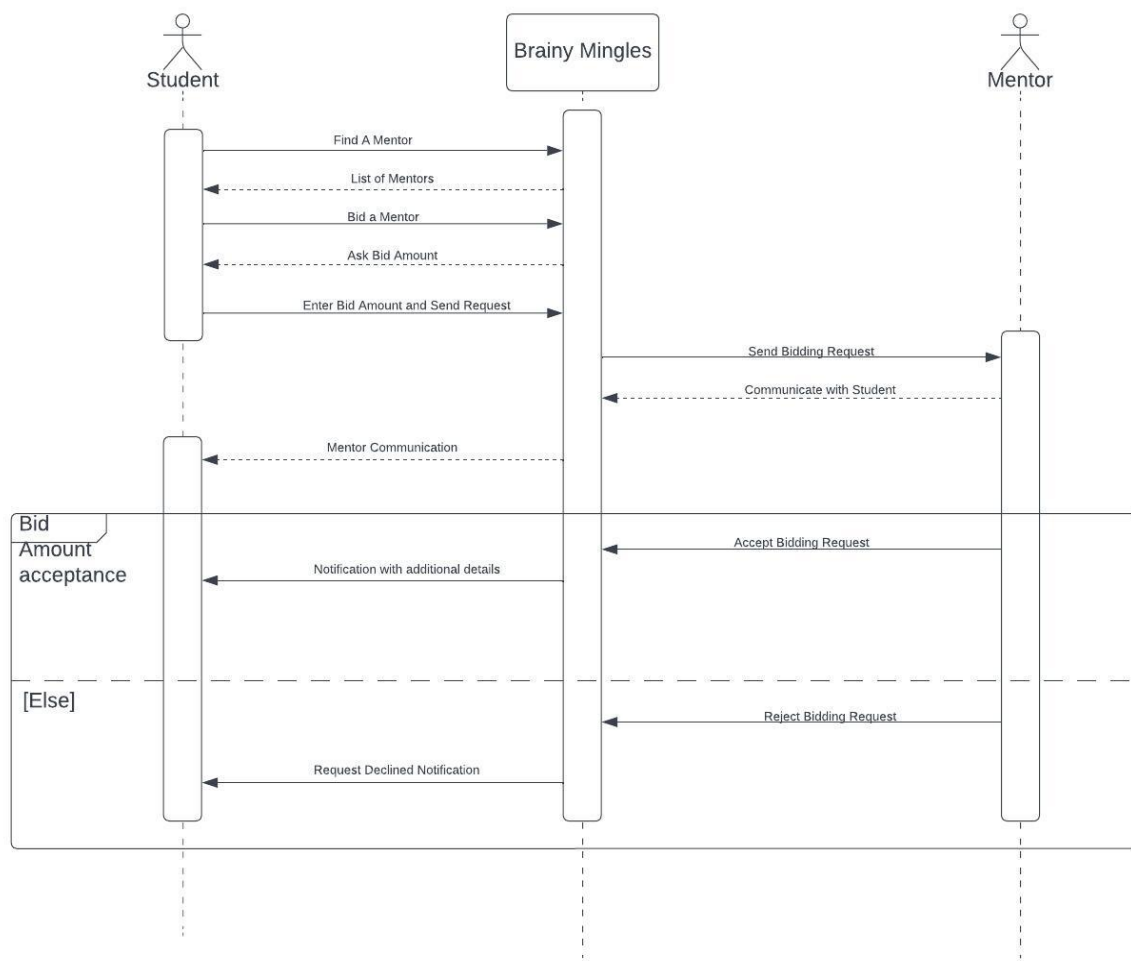 Student
Brainy Mingles
Mentor
Find A Mentor
List of Mentors
Bid a Mentor
Ask Bid Amount
Enter Bid Amount and Send Request
Send Bidding Request
Communicate with Student
Mentor Communication
Bid
Amount
acceptance
Accept Bidding Request
Notification with additional details
[Else]
Reject Bidding Request
Request Declined Notification